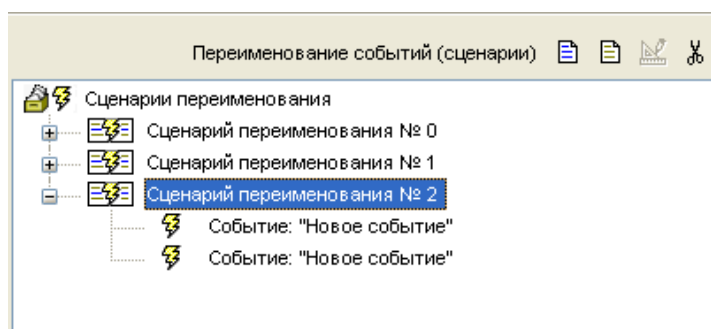 Переименование событий (сценарии)
Сценарии переименования
Сценарий переименования № 0
Сценарий переименования № 1
Сценарий переименования № 2
Событие: "Новое событие"
Событие: "Новое событие"